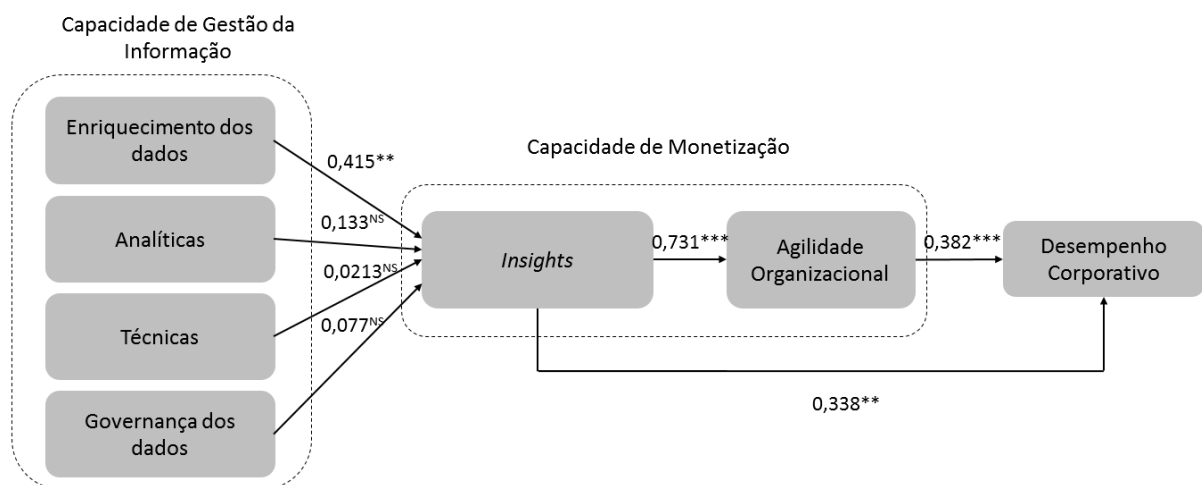 Capacidade de Gestão da
Informação
Enriquecimento dos
dados
0,415**
Analíticas
0,133NS
Técnicas
0,0213NS
Governança dos
dados
0,077NS
Capacidade de Monetização
Insights
0,731***
Agilidade
Organizacional
0,382***
Desempenho
Corporativo
0,338**